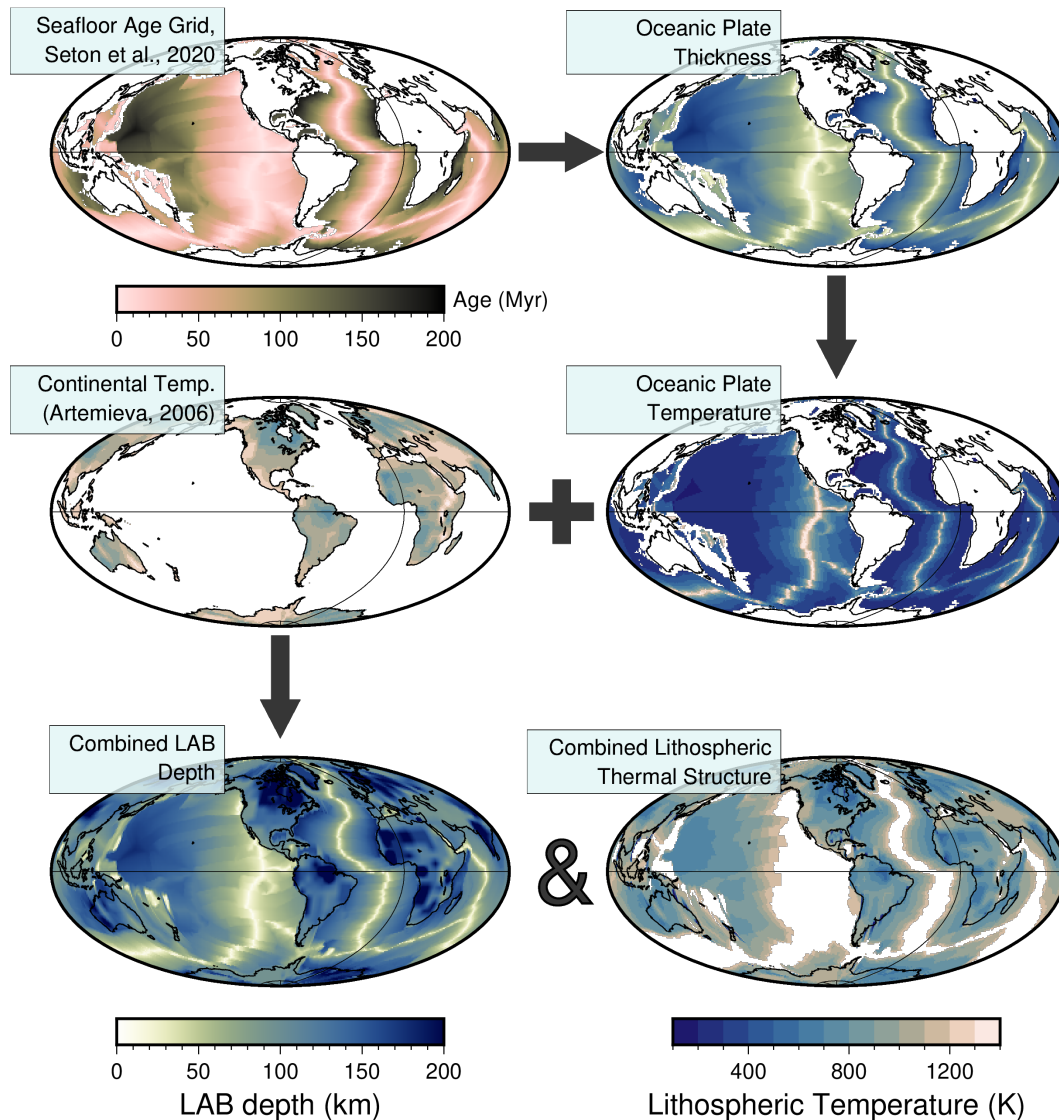 Seafloor Age Grid,
Seton et al., 2020
Oceanic Plate
Thickness
Age (Myr)
0 50 100 150 200
Continental Temp.
(Artemieva, 2006)
Oceanic Plate
Temperature
Combined LAB
Depth
&
Combined Lithospheric
Thermal Structure
0 50 100 150 200
LAB depth (km)
400 800 1200
Lithospheric Temperature (K)